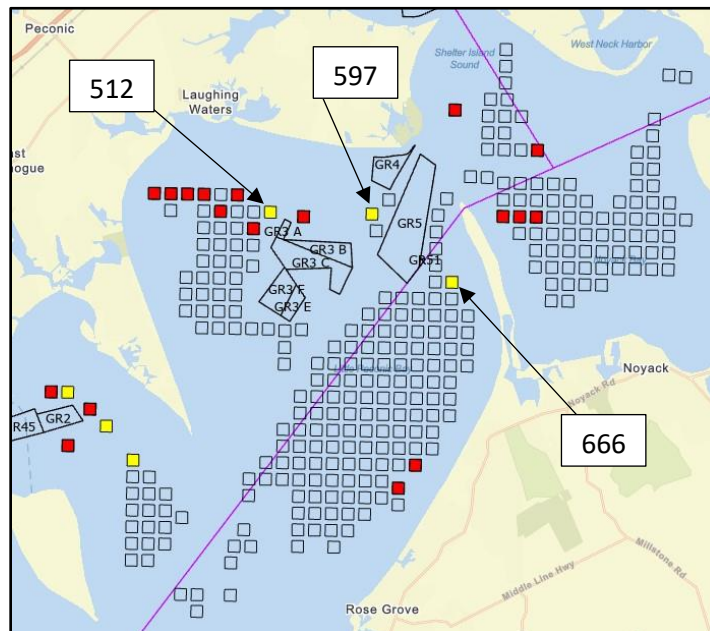 Peconic
512
597
Shelter Island
Sound
West Neck Harbor
Laughing
Waters
ast
hogue
GR4
GR5
GR3 A
GR3 B
GR3 C
GR51
GR3 F
GR3 E
Noyack
Noyack Rd
R45
GR2
666
Millstone Rd
Middle Line Hwy
Rose Grove